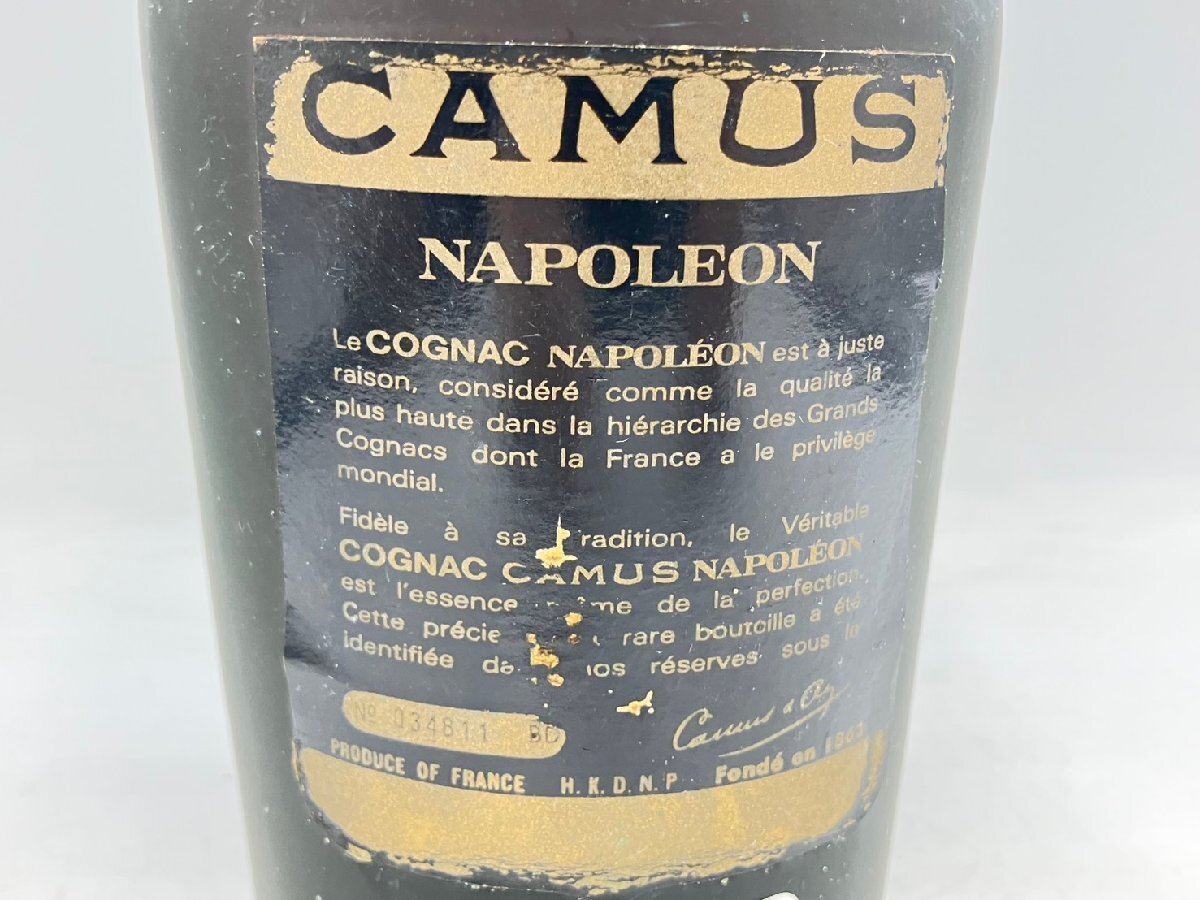 CAMUS
NAPOLEON
Le COGNAC NAPOLÉON est à juste
raison, considéré comme la qualité la
plus haute dans la hiérarchie des Grands
Cognacs dont la France a le privilège
mondial.
Fidèle à sa radition, le Véritable
COGNAC CAMUS NAPOLÉON
est l'essence me de la perfection.
Cette précie rare bouteille a été
identifiée da nos réserves sous le
Nº 034811 BD
Camus & Cie
PRODUCE OF FRANCE H. K. D. N. P Fondé en 1863